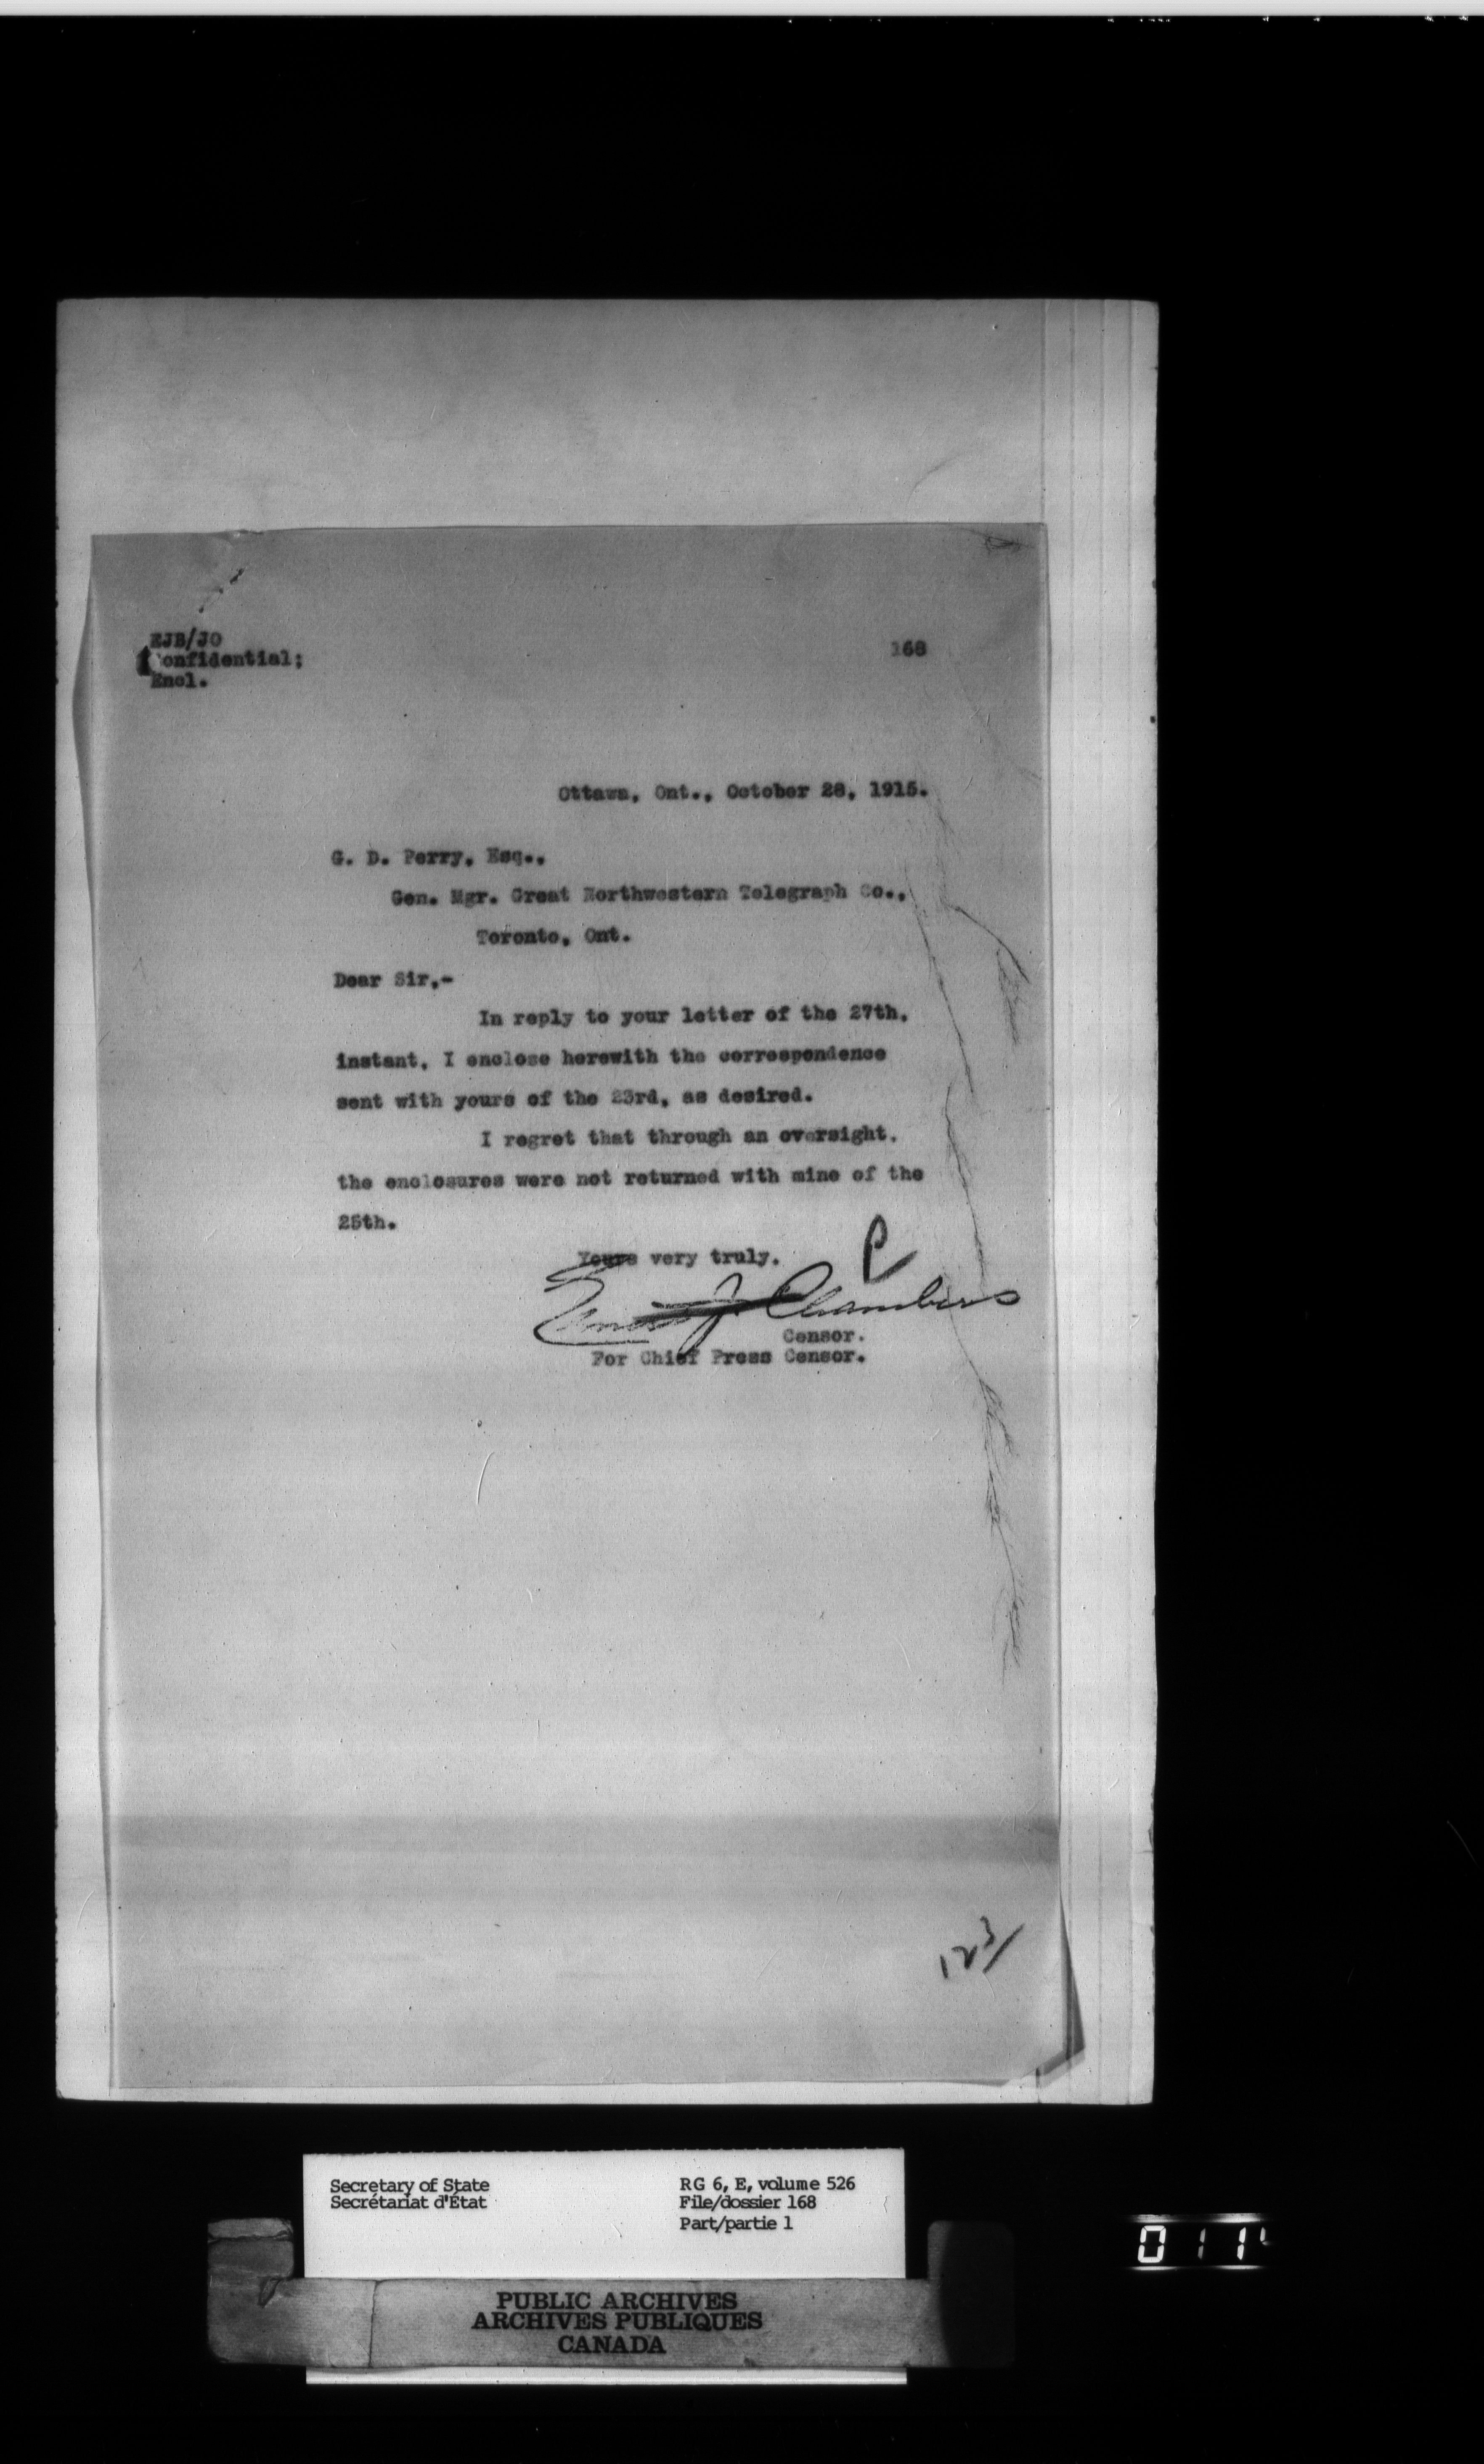 EJB/JO
Confidential;
Encl.
168
Ottawa, Ont., October 28, 1915.
G. D. Perry, Esq.,
Gen. Mgr. Great Northwestern Telegraph Co.,
Toronto, Ont.
Dear Sir,-
In reply to your letter of the 27th,
instant, I enclose herewith the correspondence
sent with yours of the 23rd, as desired.
I regret that through an oversight,
the enclosures were not returned with mine of the
25th.
Yours very truly,
Ernest J. Chambers
Censor.
For Chief Press Censor.
123
Secretary of State
Secrétariat d'État
RG 6, E, volume 526
File/dossier 168
Part/partie 1
PUBLIC ARCHIVES
ARCHIVES PUBLIQUES
CANADA
011